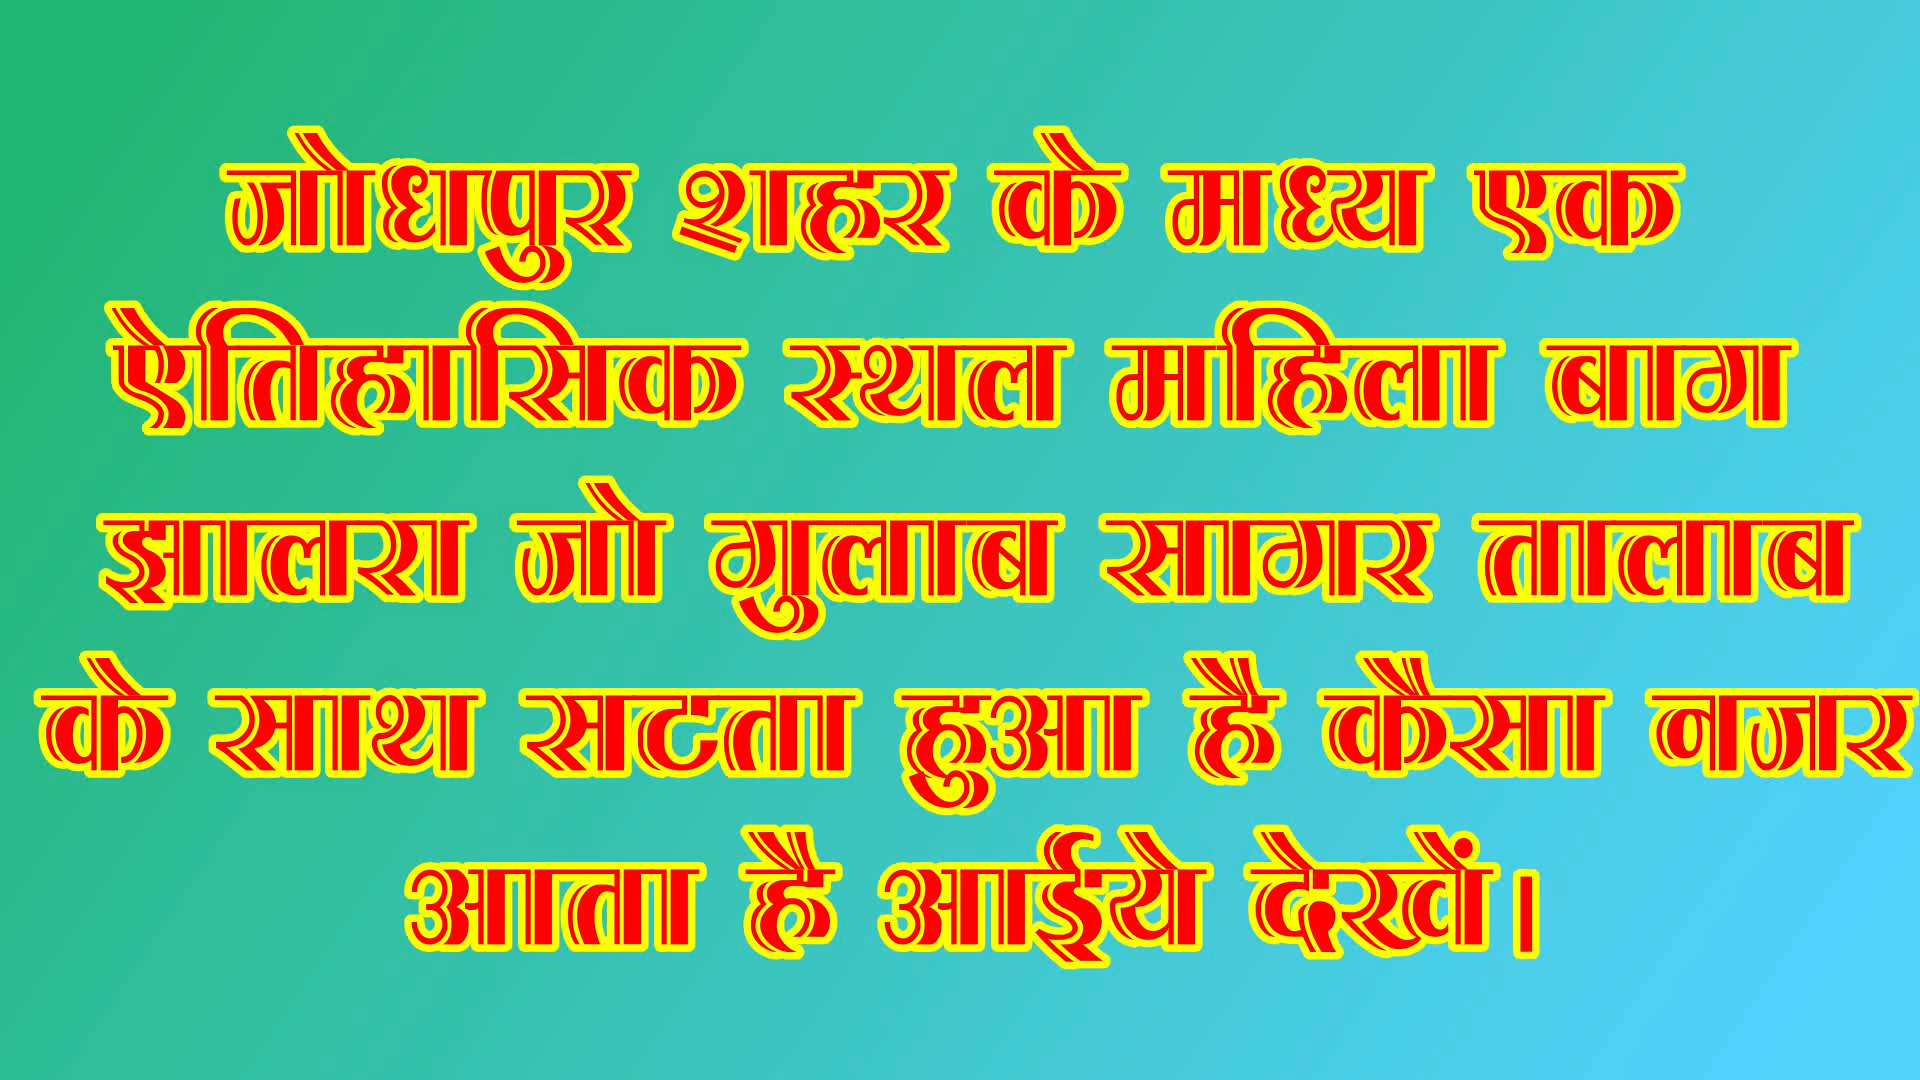 जोधपुर शहर के मध्य एक
ऐतिहासिक स्थल महिला बाग
झालरा जो गुलाब सागर तालाब
के साथ सटता हुआ है कैसा नजर
आता है आईये देखें।